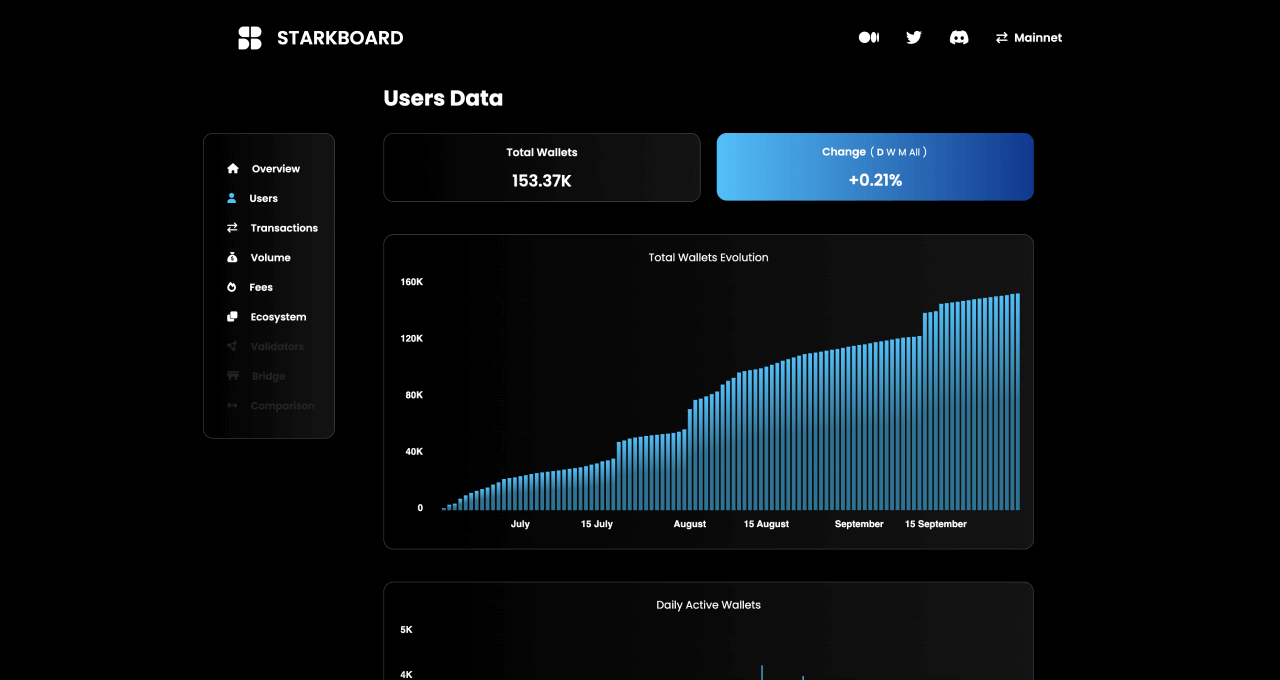 STARKBOARD
Mainnet
Users Data
Overview
Users
Transactions
Volume
Fees
Ecosystem
Validators
Bridge
Comparison
Total Wallets
153.37K
Change ( D W M All )
+0.21%
Total Wallets Evolution
160K
120K
80K
40K
0
July 15 July August 15 August September 15 September
Daily Active Wallets
5K
4K